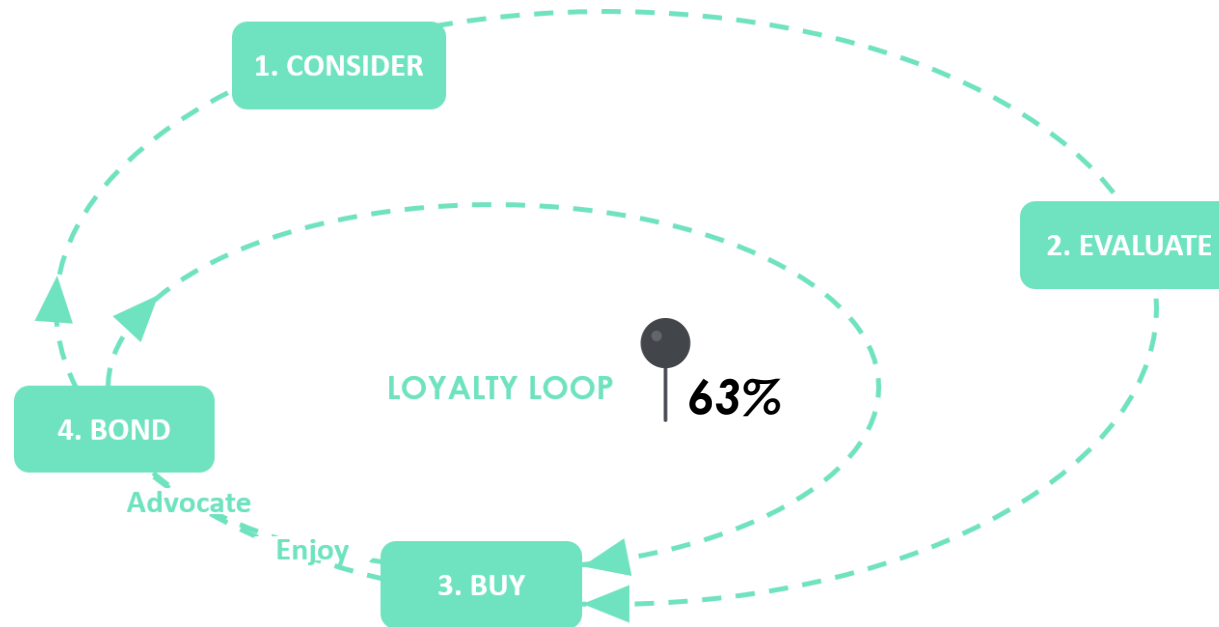 1. CONSIDER
2. EVALUATE
LOYALTY LOOP
63%
4. BOND
Advocate
Enjoy
3. BUY